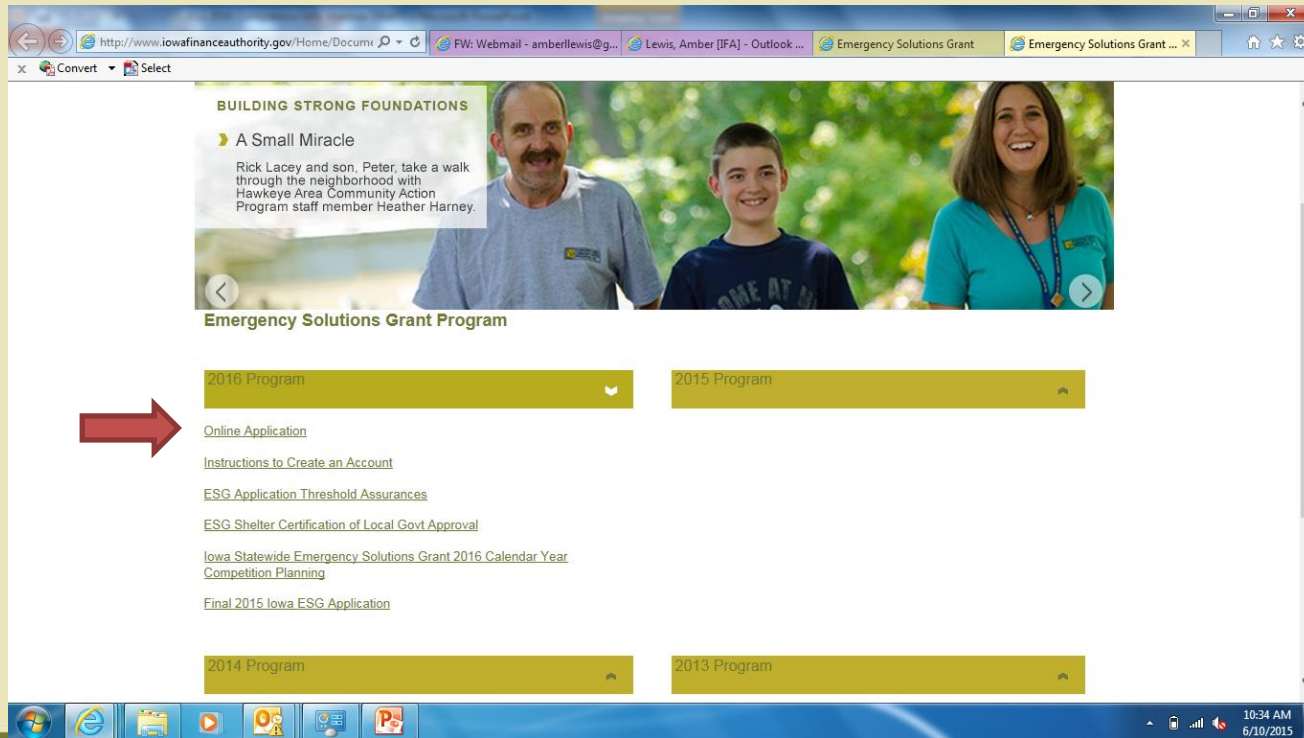 http://www.iowafinanceauthority.gov/Home/Docume
FW: Webmail - amberllewis@g...
Lewis, Amber [IFA] - Outlook ...
Emergency Solutions Grant
Emergency Solutions Grant ...
x Convert Select
BUILDING STRONG FOUNDATIONS
A Small Miracle
Rick Lacey and son, Peter, take a walk
through the neighborhood with
Hawkeye Area Community Action
Program staff member Heather Harney.
Emergency Solutions Grant Program
2016 Program
2015 Program
Online Application
Instructions to Create an Account
ESG Application Threshold Assurances
ESG Shelter Certification of Local Govt Approval
Iowa Statewide Emergency Solutions Grant 2016 Calendar Year
Competition Planning
Final 2015 Iowa ESG Application
2014 Program
2013 Program
10:34 AM
6/10/2015